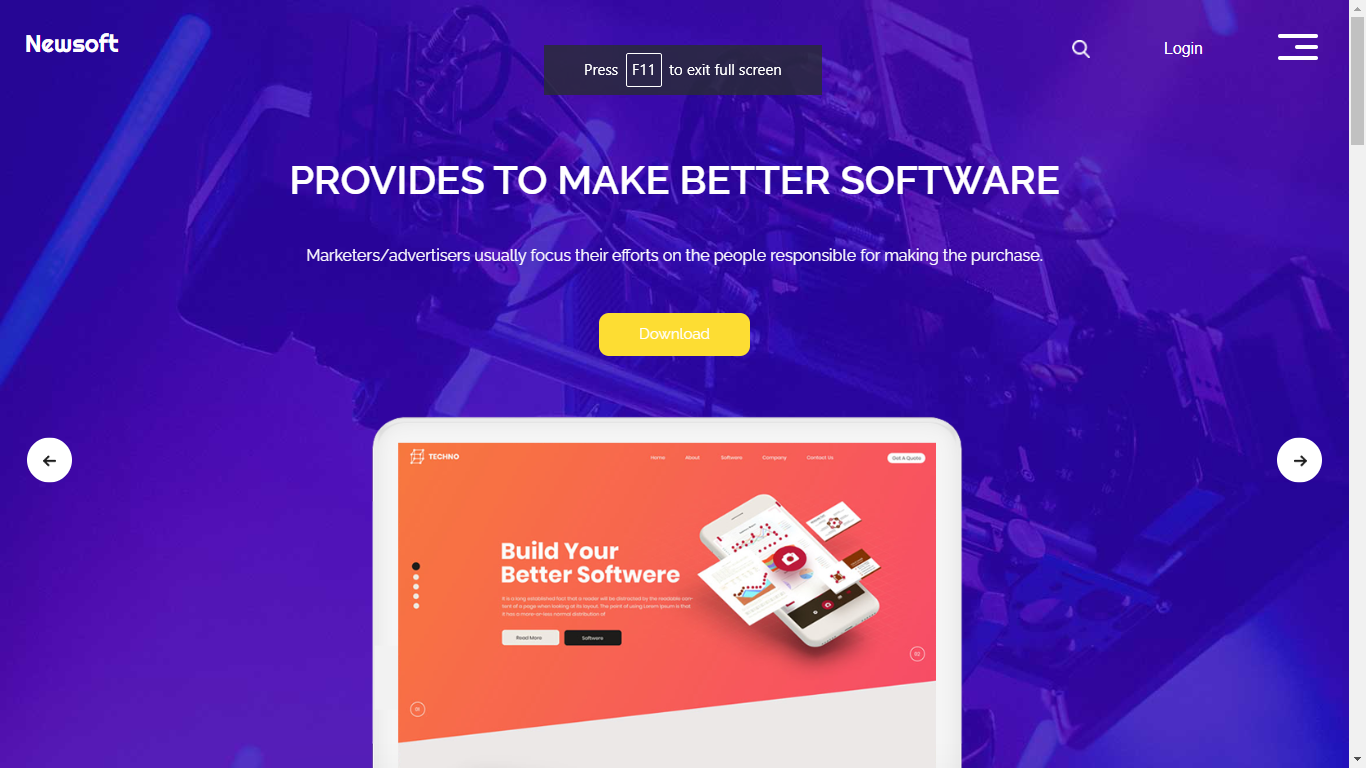 Newsoft
Press F11 to exit full screen
Login
PROVIDES TO MAKE BETTER SOFTWARE
Marketers/advertisers usually focus their efforts on the people responsible for making the purchase.
Download
TECHNO
Home About Software Company Contact Us Get A Quote
Build Your
Better Softwere
It is a long established fact that a reader will be distracted by the readable con-
tent of a page when looking at its layout. The point of using Lorem Ipsum is that
it has a more-or-less normal distribution of
Read More Softwere